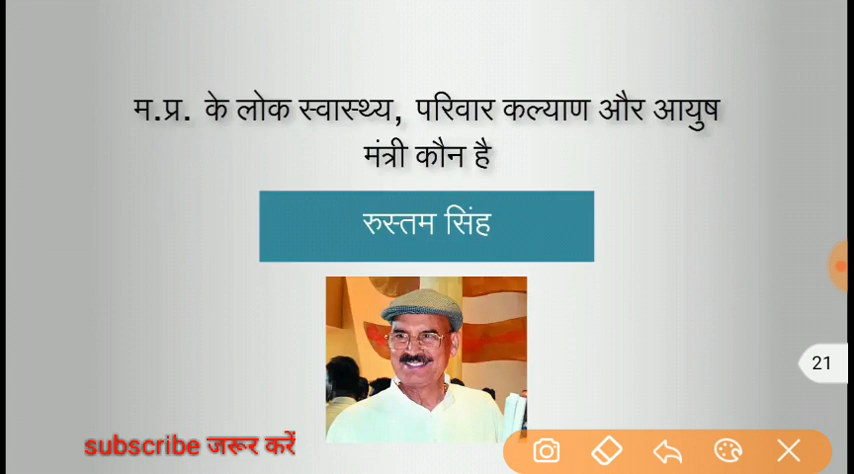 म.प्र. के लोक स्वास्थ्य, परिवार कल्याण और आयुष
मंत्री कौन है
रुस्तम सिंह
21
subscribe जरूर करें